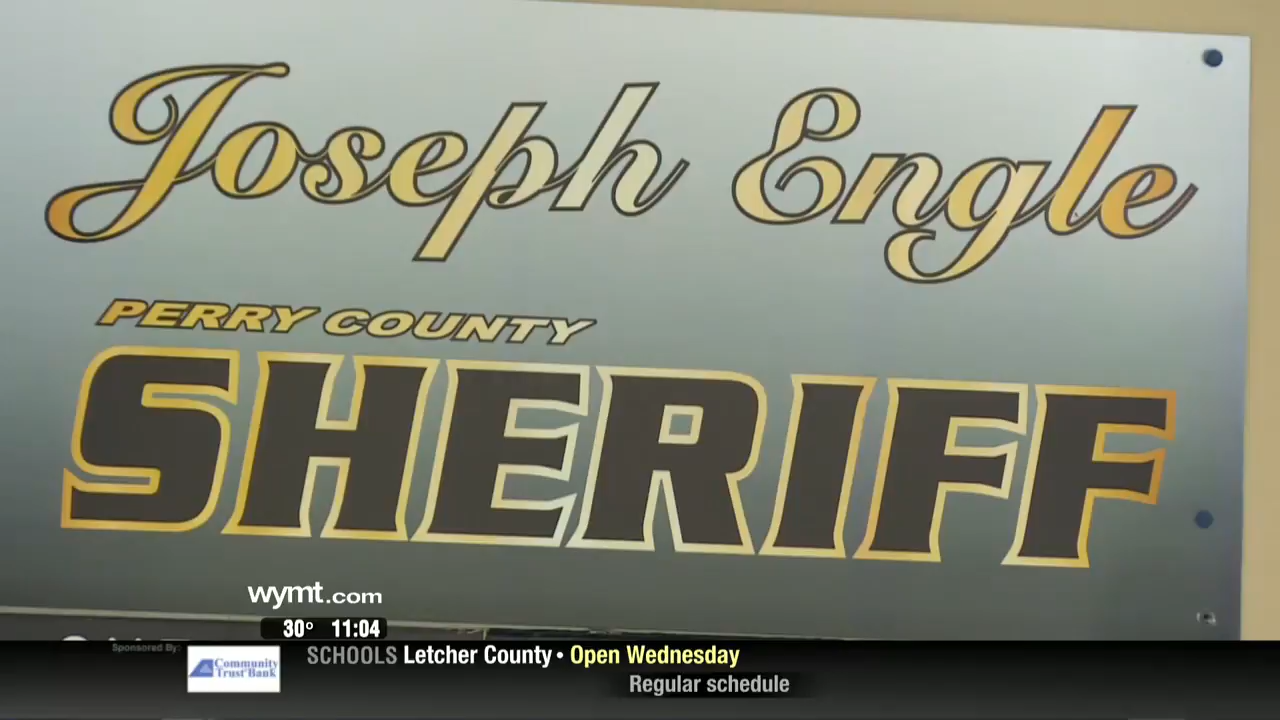 Joseph Engle
PERRY COUNTY
SHERIFF
wymt.com
30° 11:04
Sponsored By:
Community
Trust Bank
SCHOOLS Letcher County • Open Wednesday
Regular schedule